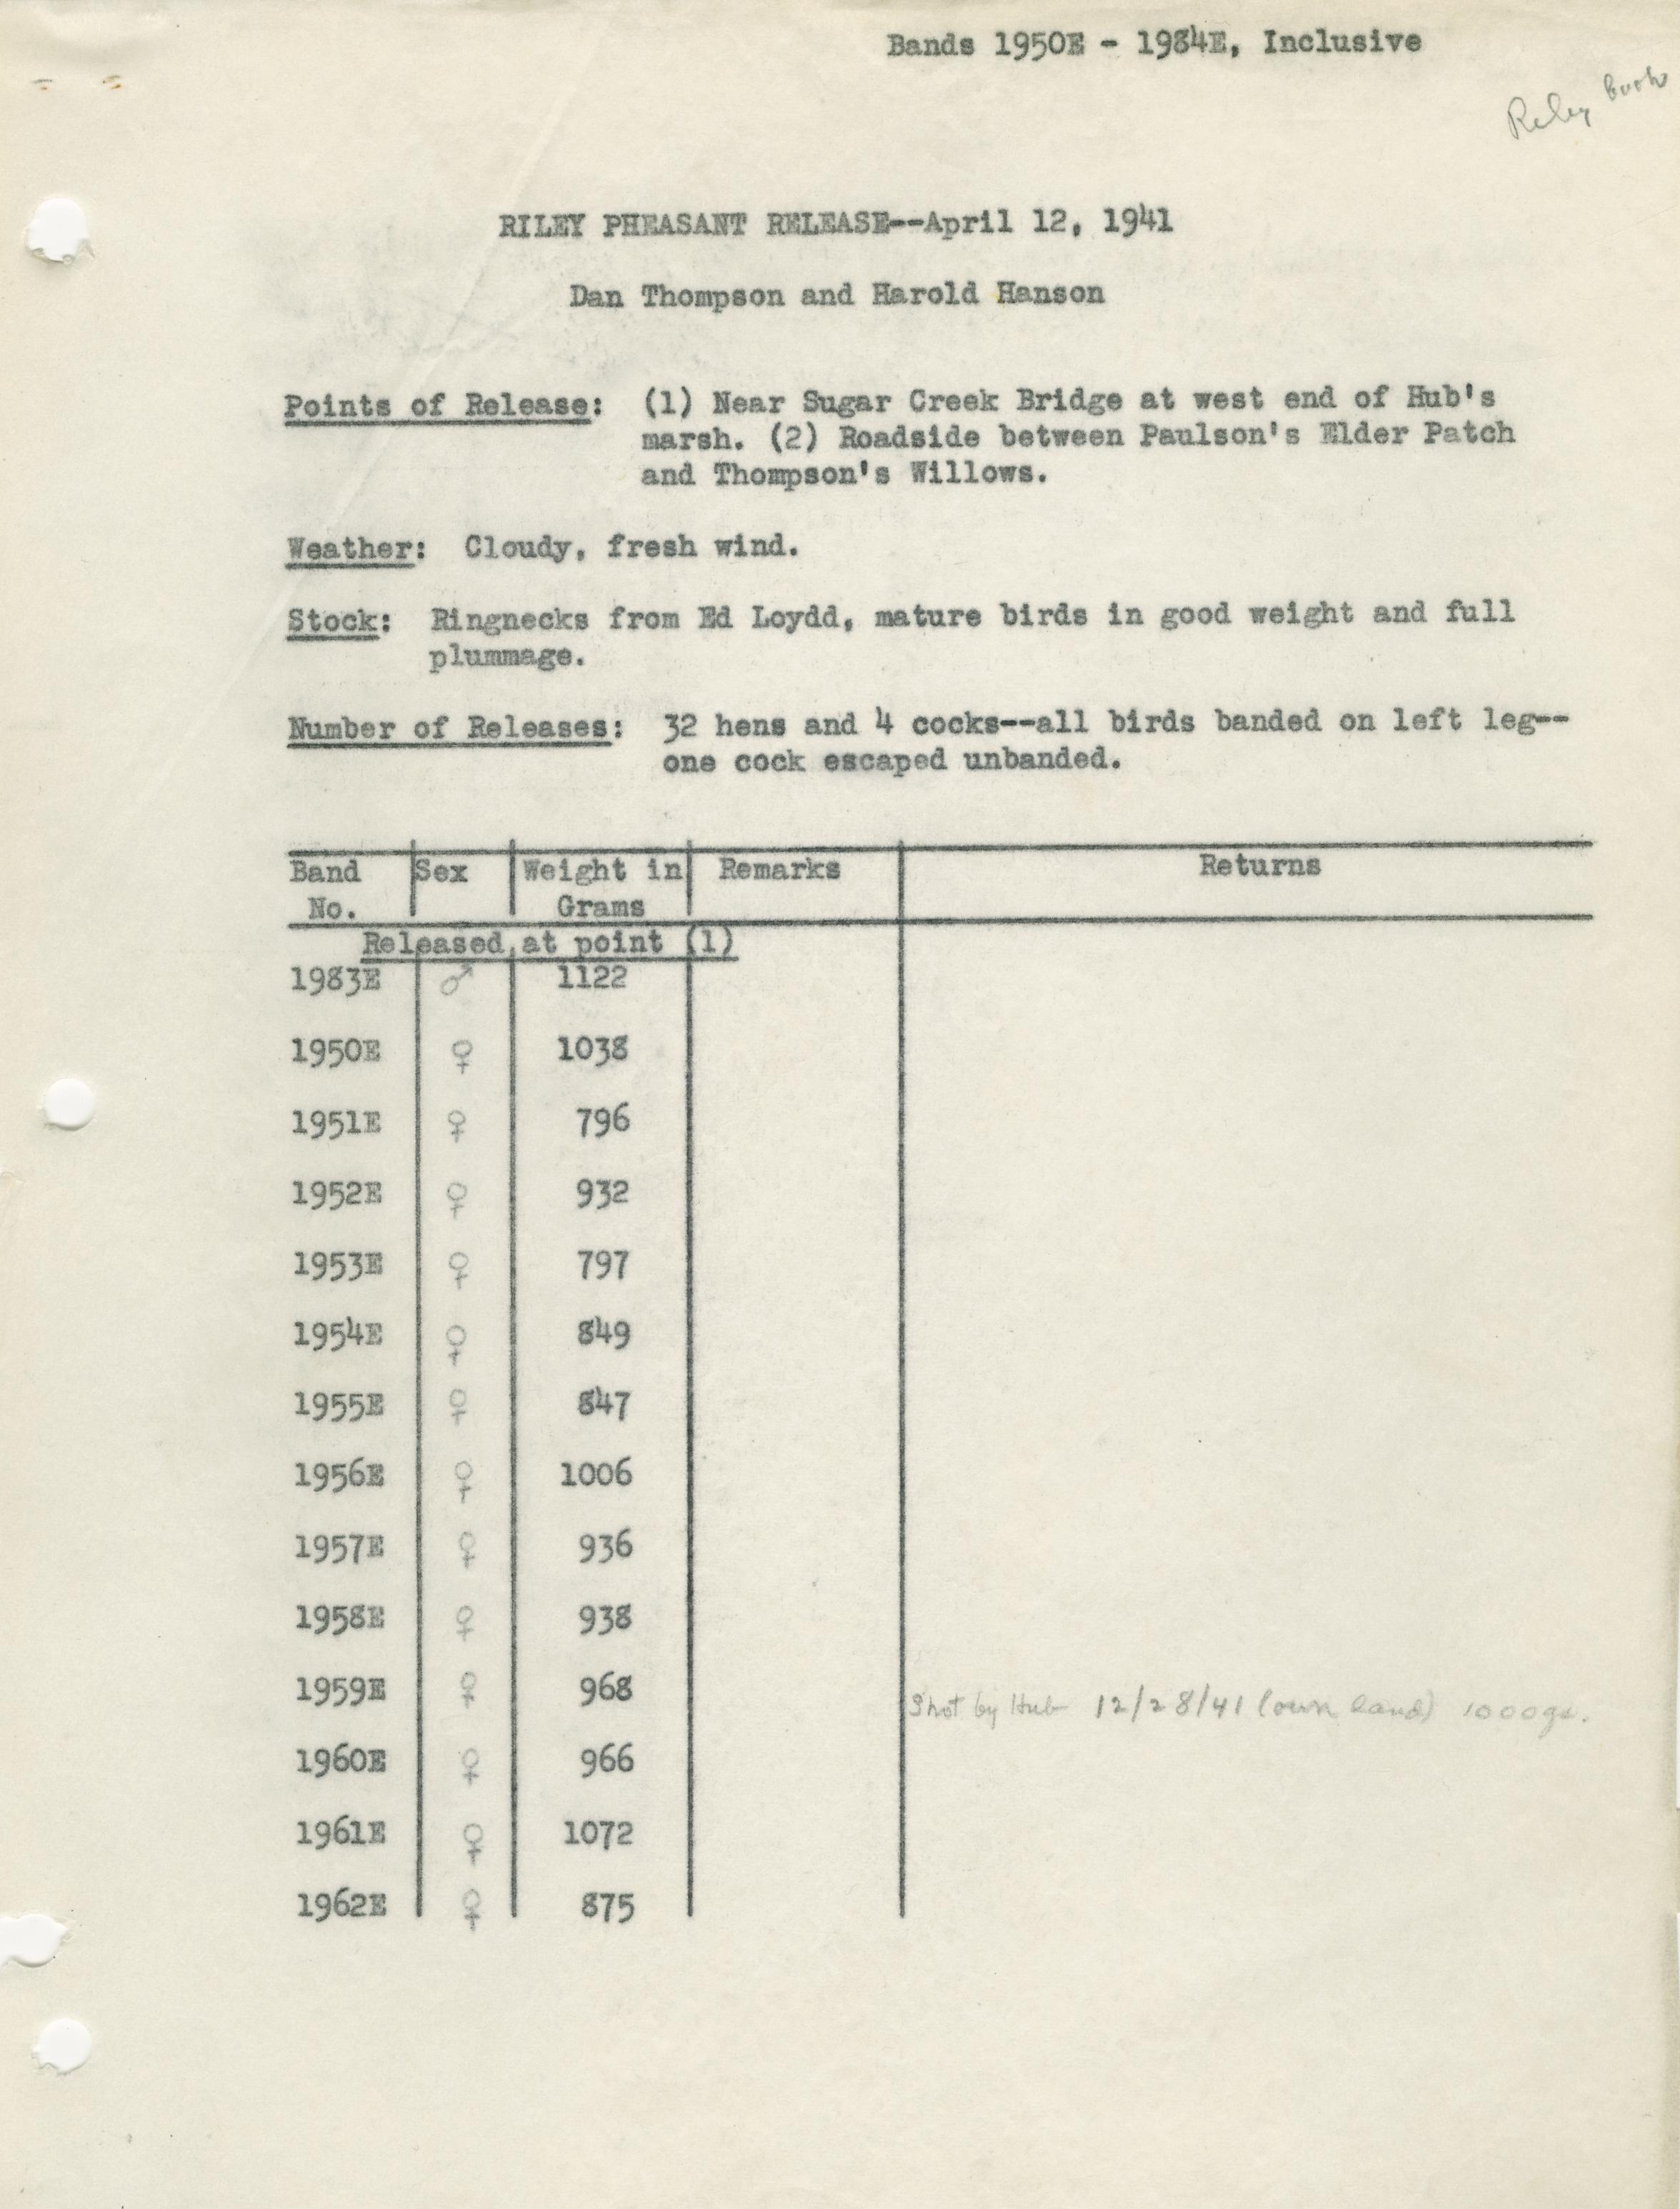 Bands 1950E - 1984E, Inclusive
Riley book
RILEY PHEASANT RELEASE--April 12, 1941
Dan Thompson and Harold Hanson
Points of Release: (1) Near Sugar Creek Bridge at west end of Hub's
marsh. (2) Roadside between Paulson's Elder Patch
and Thompson's Willows.
Weather: Cloudy, fresh wind.
Stock: Ringnecks from Ed Loydd, mature birds in good weight and full
plummage.
Number of Releases: 32 hens and 4 cocks--all birds banded on left leg--
one cock escaped unbanded.
Band Sex Weight in Remarks Returns
No. Grams
Released at point (1)
1983E ♂ 1122
1950E ♀ 1038
1951E ♀ 796
1952E ♀ 932
1953E ♀ 797
1954E ♀ 849
1955E ♀ 847
1956E ♀ 1006
1957E ♀ 936
1958E ♀ 938
1959E ♀ 968 Shot by Hub 12/28/41 (own land) 1000gs.
1960E ♀ 966
1961E ♀ 1072
1962E ♀ 875